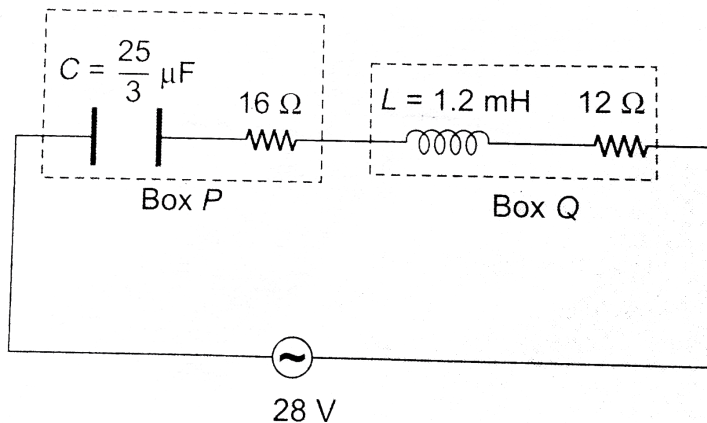 C = 25/3 μF
16 Ω
L = 1.2 mH
12 Ω
Box P
Box Q
~
28 V